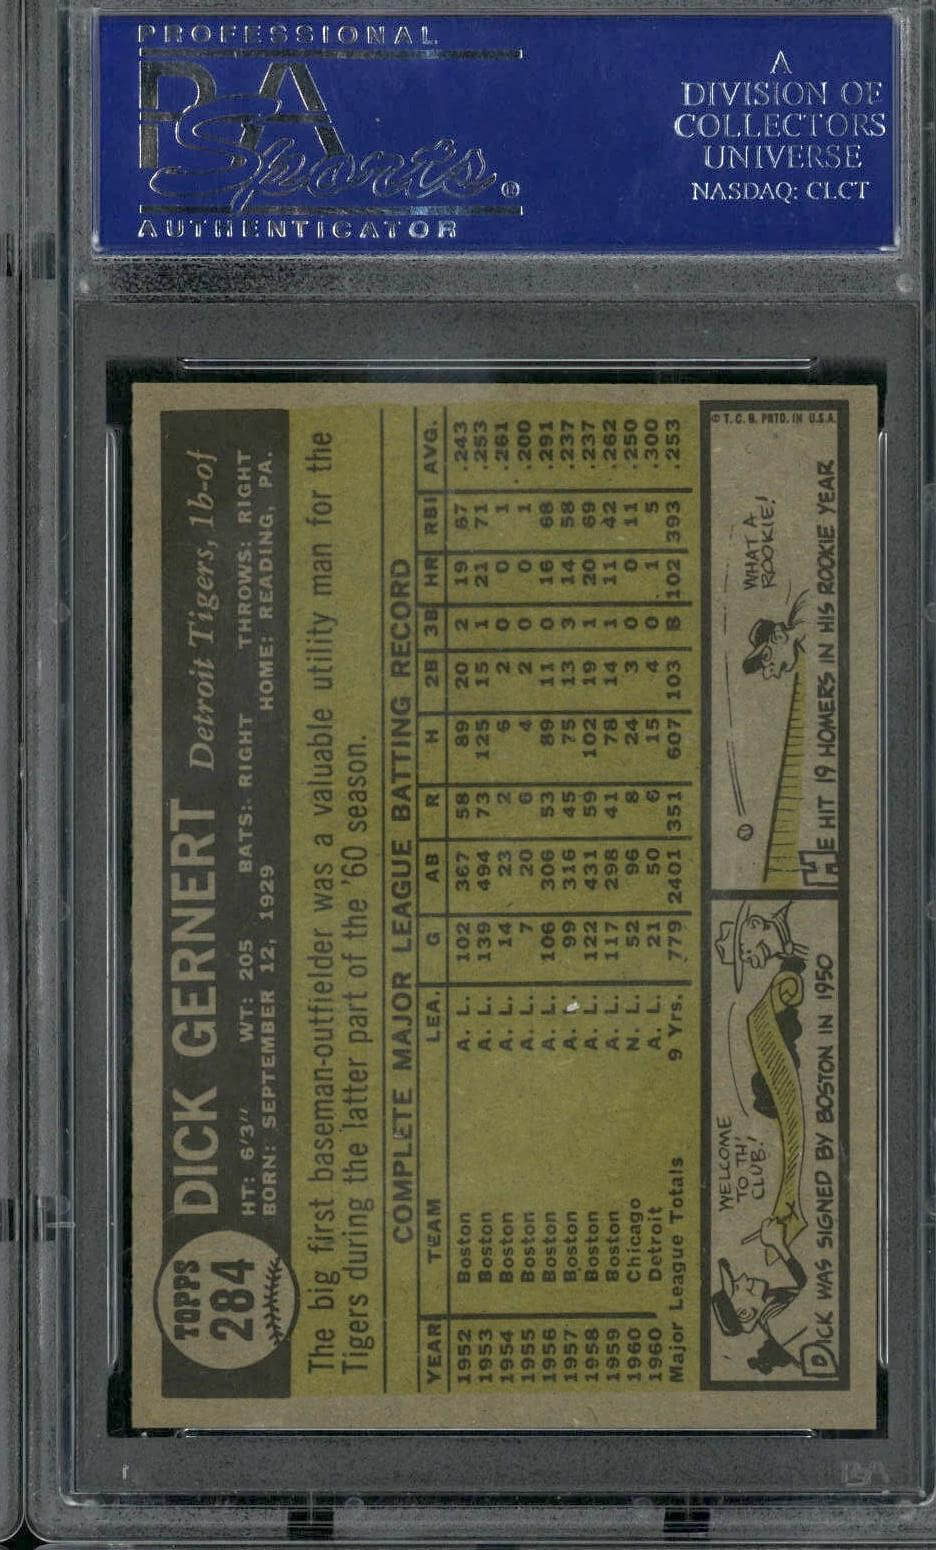 PROFESSIONAL
PSA
Sports®
AUTHENTICATOR
A
DIVISION OF
COLLECTORS
UNIVERSE
NASDAQ: CLCT
TOPPS
284
DICK GERNERT Detroit Tigers, 1b-of
HT: 6'3" WT: 205 BATS: RIGHT THROWS: RIGHT
BORN: SEPTEMBER 12, 1929 HOME: READING, PA.
The big first baseman-outfielder was a valuable utility man for the
Tigers during the latter part of the '60 season.
COMPLETE MAJOR LEAGUE BATTING RECORD
YEAR TEAM LEA. G AB R H 2B 3B HR RBI AVG.
1952 Boston A. L. 102 367 58 89 20 2 19 67 .243
1953 Boston A. L. 139 494 73 125 15 1 21 71 .253
1954 Boston A. L. 14 23 2 6 2 0 0 1 .261
1955 Boston A. L. 7 20 6 4 2 0 0 1 .200
1956 Boston A. L. 106 306 53 89 11 0 16 68 .291
1957 Boston A. L. 99 316 45 75 13 3 14 58 .237
1958 Boston A. L. 122 431 59 102 19 1 20 69 .237
1959 Boston A. L. 117 298 41 78 14 1 11 42 .262
1960 Chicago N. L. 52 96 8 24 3 0 0 11 .250
1960 Detroit A. L. 21 50 6 15 4 0 1 5 .300
Major League Totals 9 Yrs. 779 2401 351 607 103 8 102 393 .253
WELCOME
TO TH'
CLUB!
DICK WAS SIGNED BY BOSTON IN 1950
WHAT A
ROOKIE!
HE HIT 19 HOMERS IN HIS ROOKIE YEAR
© T. C. G. PRTD. IN U.S.A.
PSA